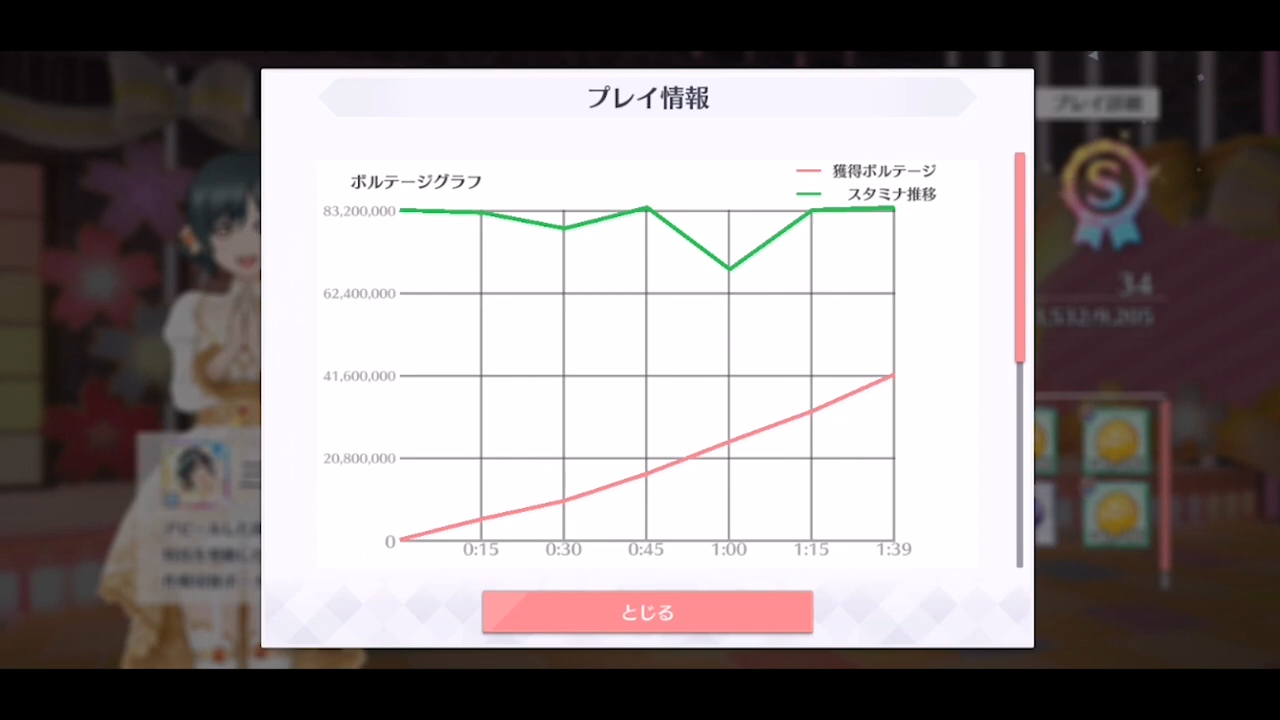 プレイ情報
プレイ詳細
ボルテージグラフ
獲得ボルテージ
スタミナ推移
83,200,000
62,400,000
41,600,000
20,800,000
0
0:15 0:30 0:45 1:00 1:15 1:39
S
34
とじる